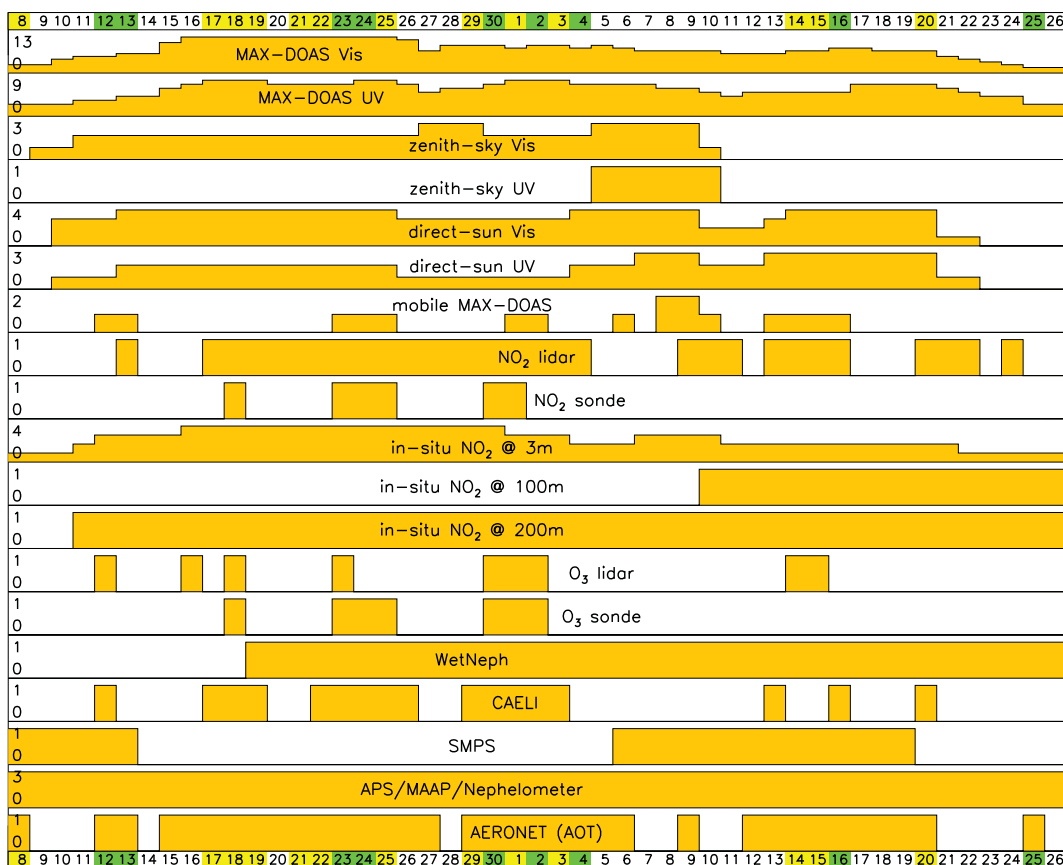 8 9 10 11 12 13 14 15 16 17 18 19 20 21 22 23 24 25 26 27 28 29 30 1 2 3 4 5 6 7 8 9 10 11 12 13 14 15 16 17 18 19 20 21 22 23 24 25 26
13
MAX-DOAS Vis
0
9
MAX-DOAS UV
0
3
zenith-sky Vis
0
1
zenith-sky UV
0
4
direct-sun Vis
0
3
direct-sun UV
0
2
mobile MAX-DOAS
0
1
NO₂ lidar
0
1
NO₂ sonde
0
4
in-situ NO₂ @ 3m
0
1
in-situ NO₂ @ 100m
0
1
in-situ NO₂ @ 200m
0
1
O₃ lidar
0
1
O₃ sonde
0
1
WetNeph
0
1
CAELI
0
1
SMPS
0
3
APS/MAAP/Nephelometer
0
1
AERONET (AOT)
0
8 9 10 11 12 13 14 15 16 17 18 19 20 21 22 23 24 25 26 27 28 29 30 1 2 3 4 5 6 7 8 9 10 11 12 13 14 15 16 17 18 19 20 21 22 23 24 25 26